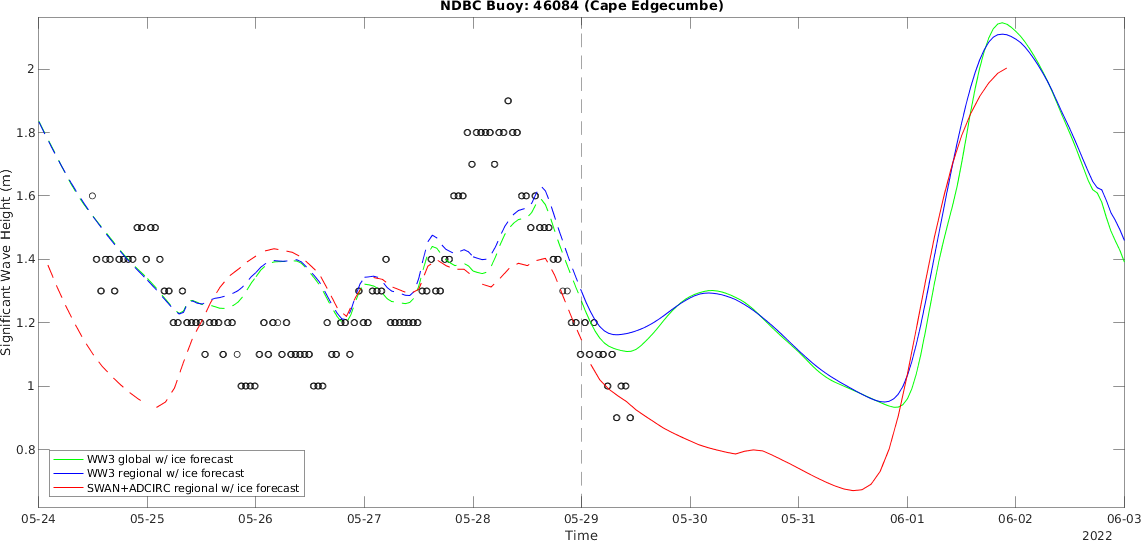 NDBC Buoy: 46084 (Cape Edgecumbe)
2
1.8
1.6
1.4
1.2
1
0.8
Significant Wave Height (m)
WW3 global w/ ice forecast
WW3 regional w/ ice forecast
SWAN+ADCIRC regional w/ ice forecast
05-24 05-25 05-26 05-27 05-28 05-29 05-30 05-31 06-01 06-02 06-03
Time
2022